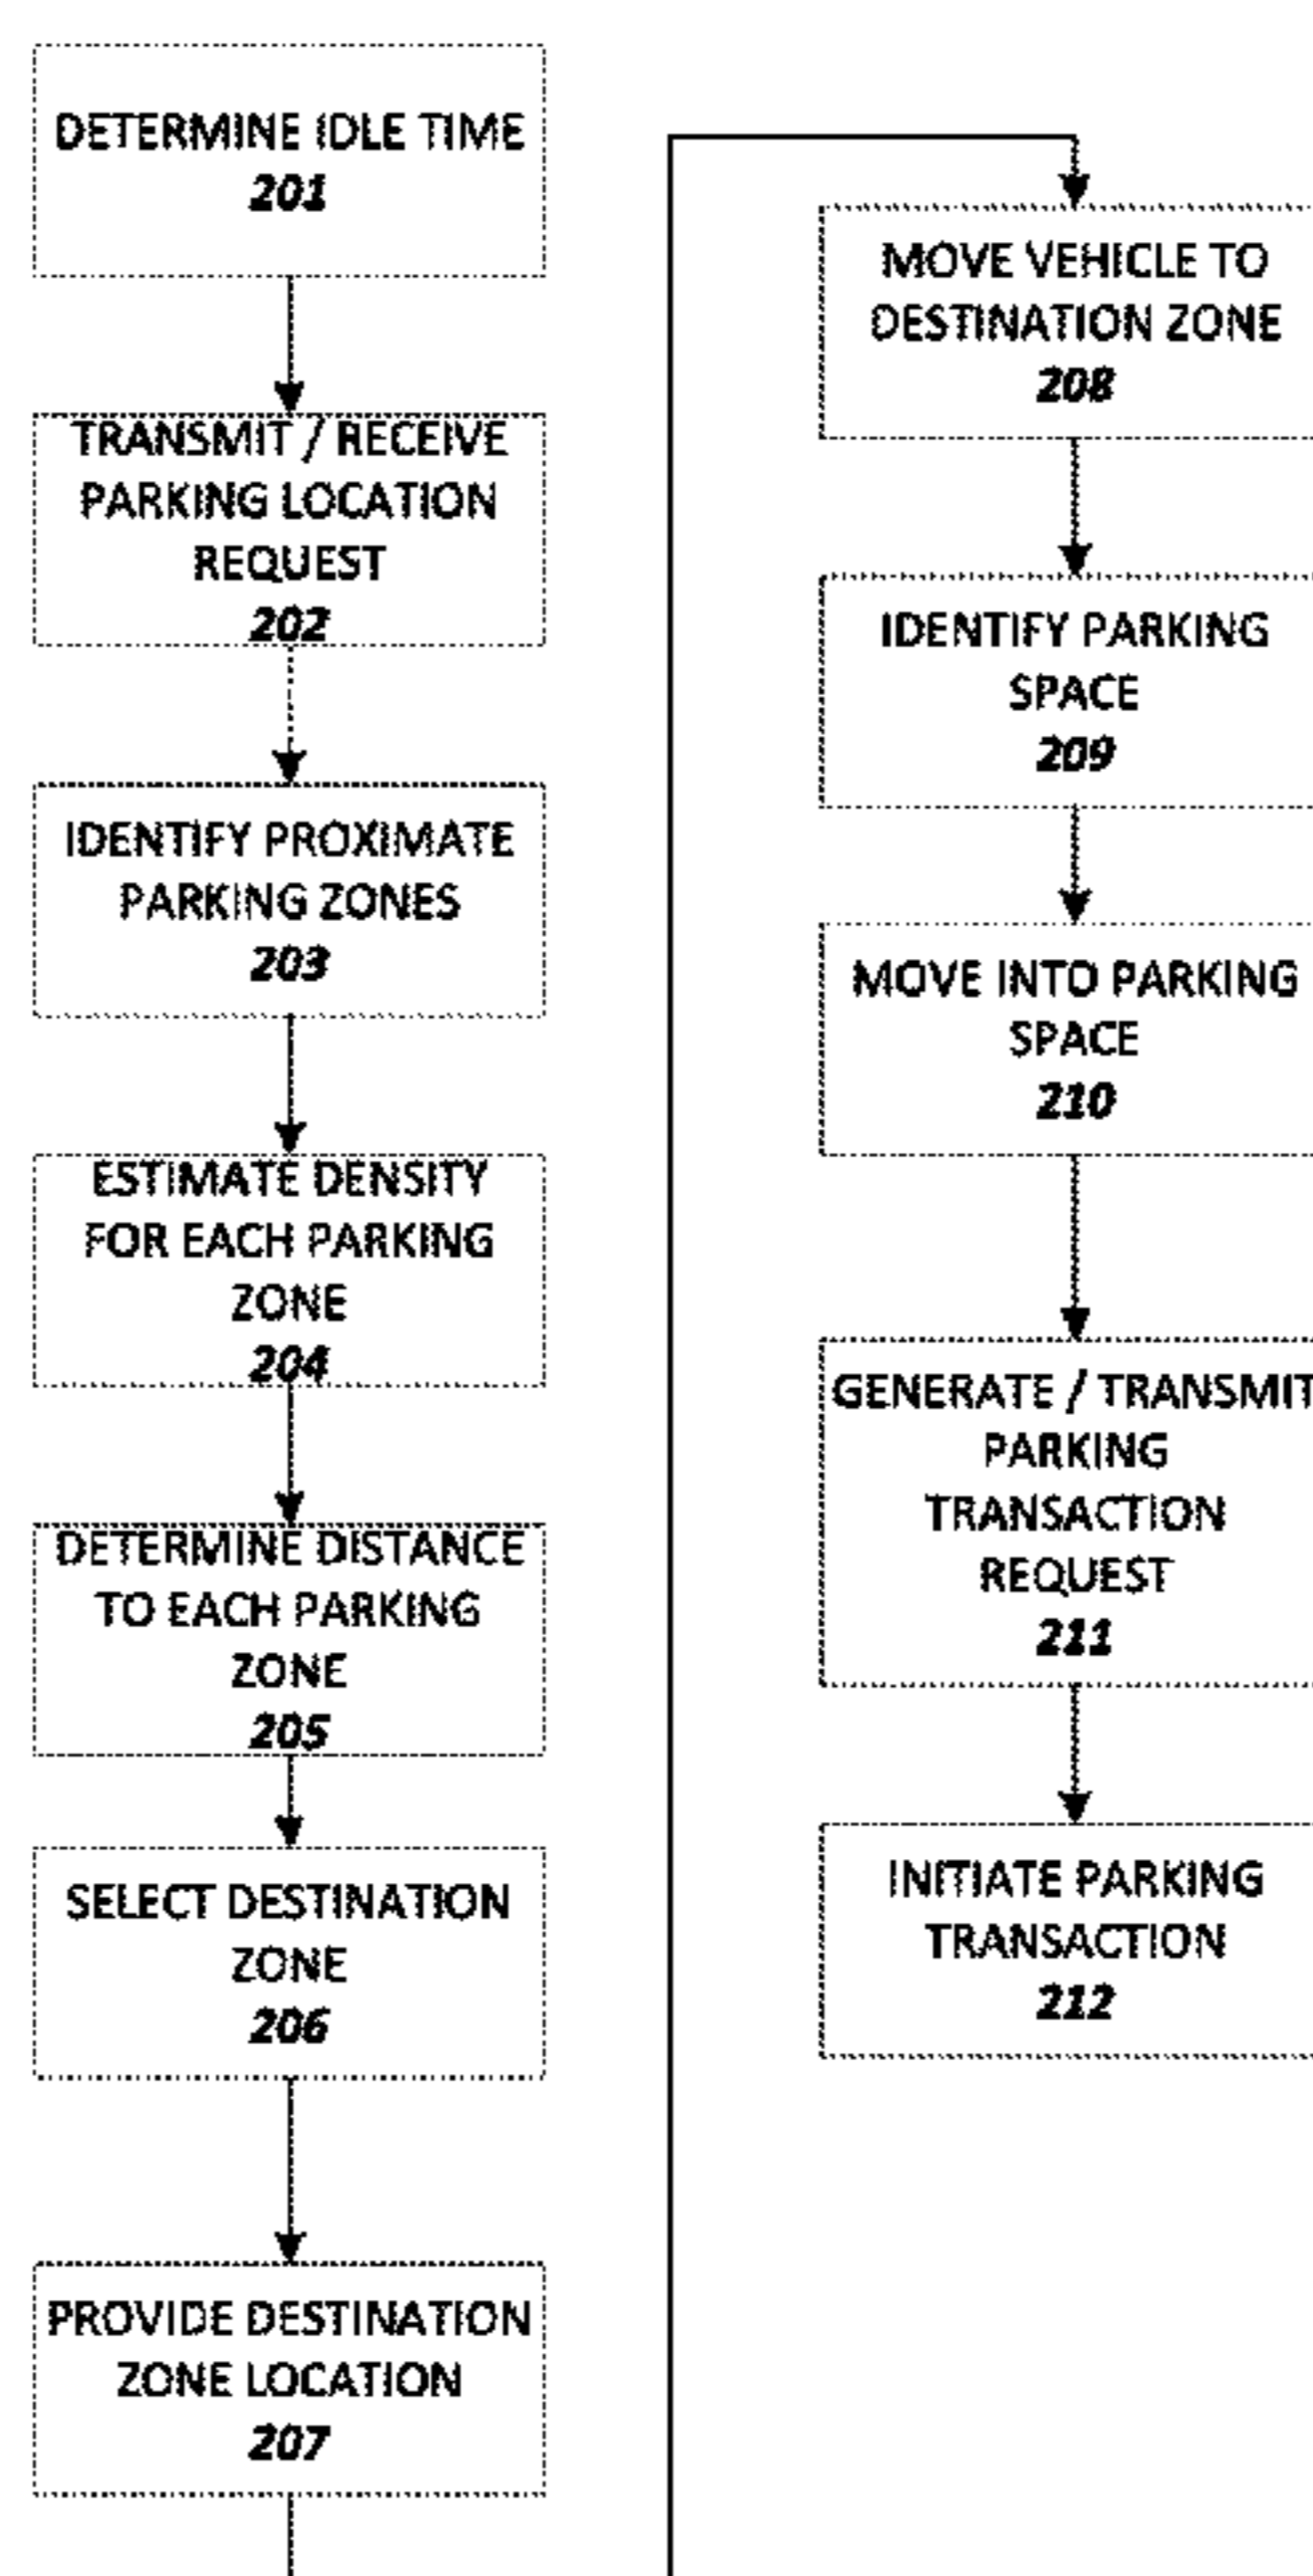 DETERMINE IDLE TIME
201
TRANSMIT / RECEIVE
PARKING LOCATION
REQUEST
202
IDENTIFY PROXIMATE
PARKING ZONES
203
ESTIMATE DENSITY
FOR EACH PARKING
ZONE
204
DETERMINE DISTANCE
TO EACH PARKING
ZONE
205
SELECT DESTINATION
ZONE
206
PROVIDE DESTINATION
ZONE LOCATION
207
MOVE VEHICLE TO
DESTINATION ZONE
208
IDENTIFY PARKING
SPACE
209
MOVE INTO PARKING
SPACE
210
GENERATE / TRANSMIT
PARKING
TRANSACTION
REQUEST
211
INITIATE PARKING
TRANSACTION
212